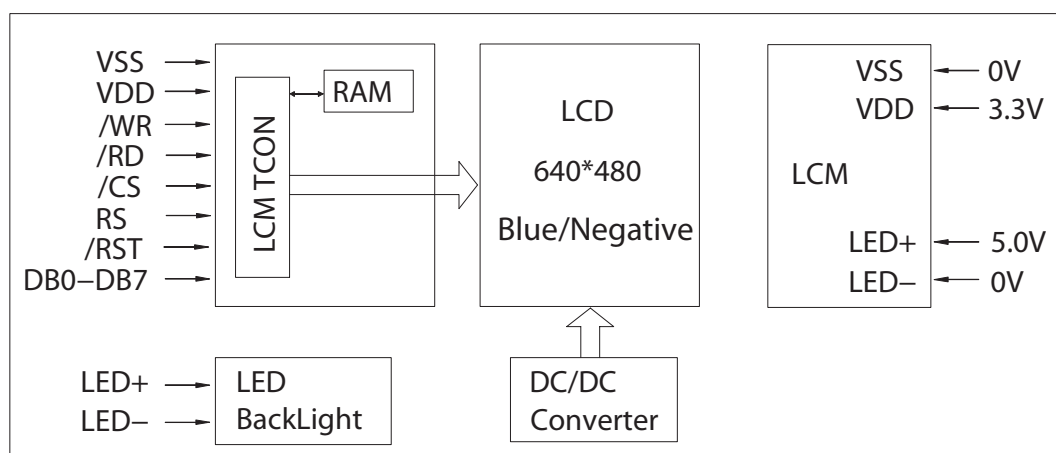 VSS
VDD
/WR
/RD
/CS
RS
/RST
DB0–DB7
LCM TCON
RAM
LCD
640*480
Blue/Negative
VSS
0V
VDD
3.3V
LCM
LED+
5.0V
LED–
0V
LED+
LED–
LED
BackLight
DC/DC
Converter